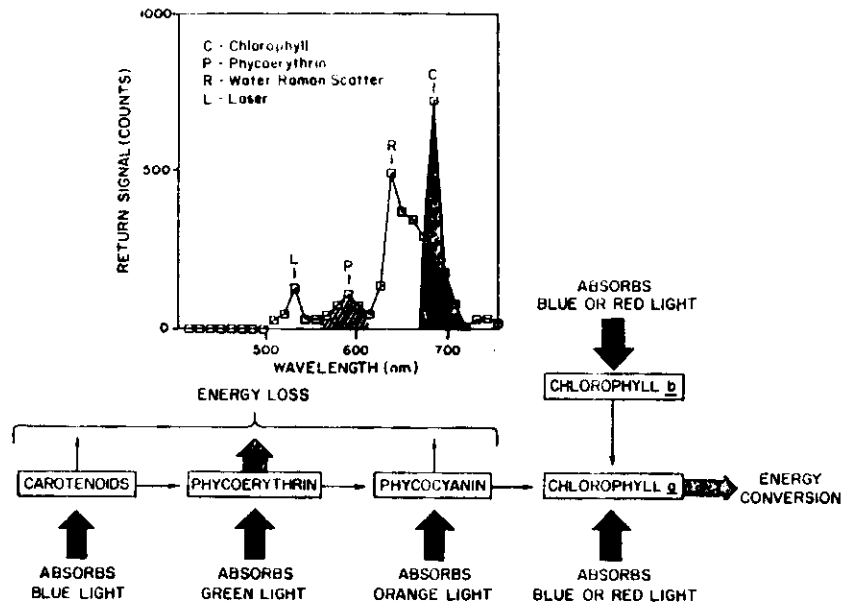 1000
C - Chlorophyll
P - Phycoerythrin
R - Water Raman Scatter
L - Laser
C
R
500
L
P
0
RETURN SIGNAL (COUNTS)
500
600
700
WAVELENGTH (nm)
ABSORBS
BLUE OR RED LIGHT
CHLOROPHYLL b
ENERGY LOSS
CAROTENOIDS
PHYCOERYTHRIN
PHYCOCYANIN
CHLOROPHYLL a
ENERGY
CONVERSION
ABSORBS
BLUE LIGHT
ABSORBS
GREEN LIGHT
ABSORBS
ORANGE LIGHT
ABSORBS
BLUE OR RED LIGHT